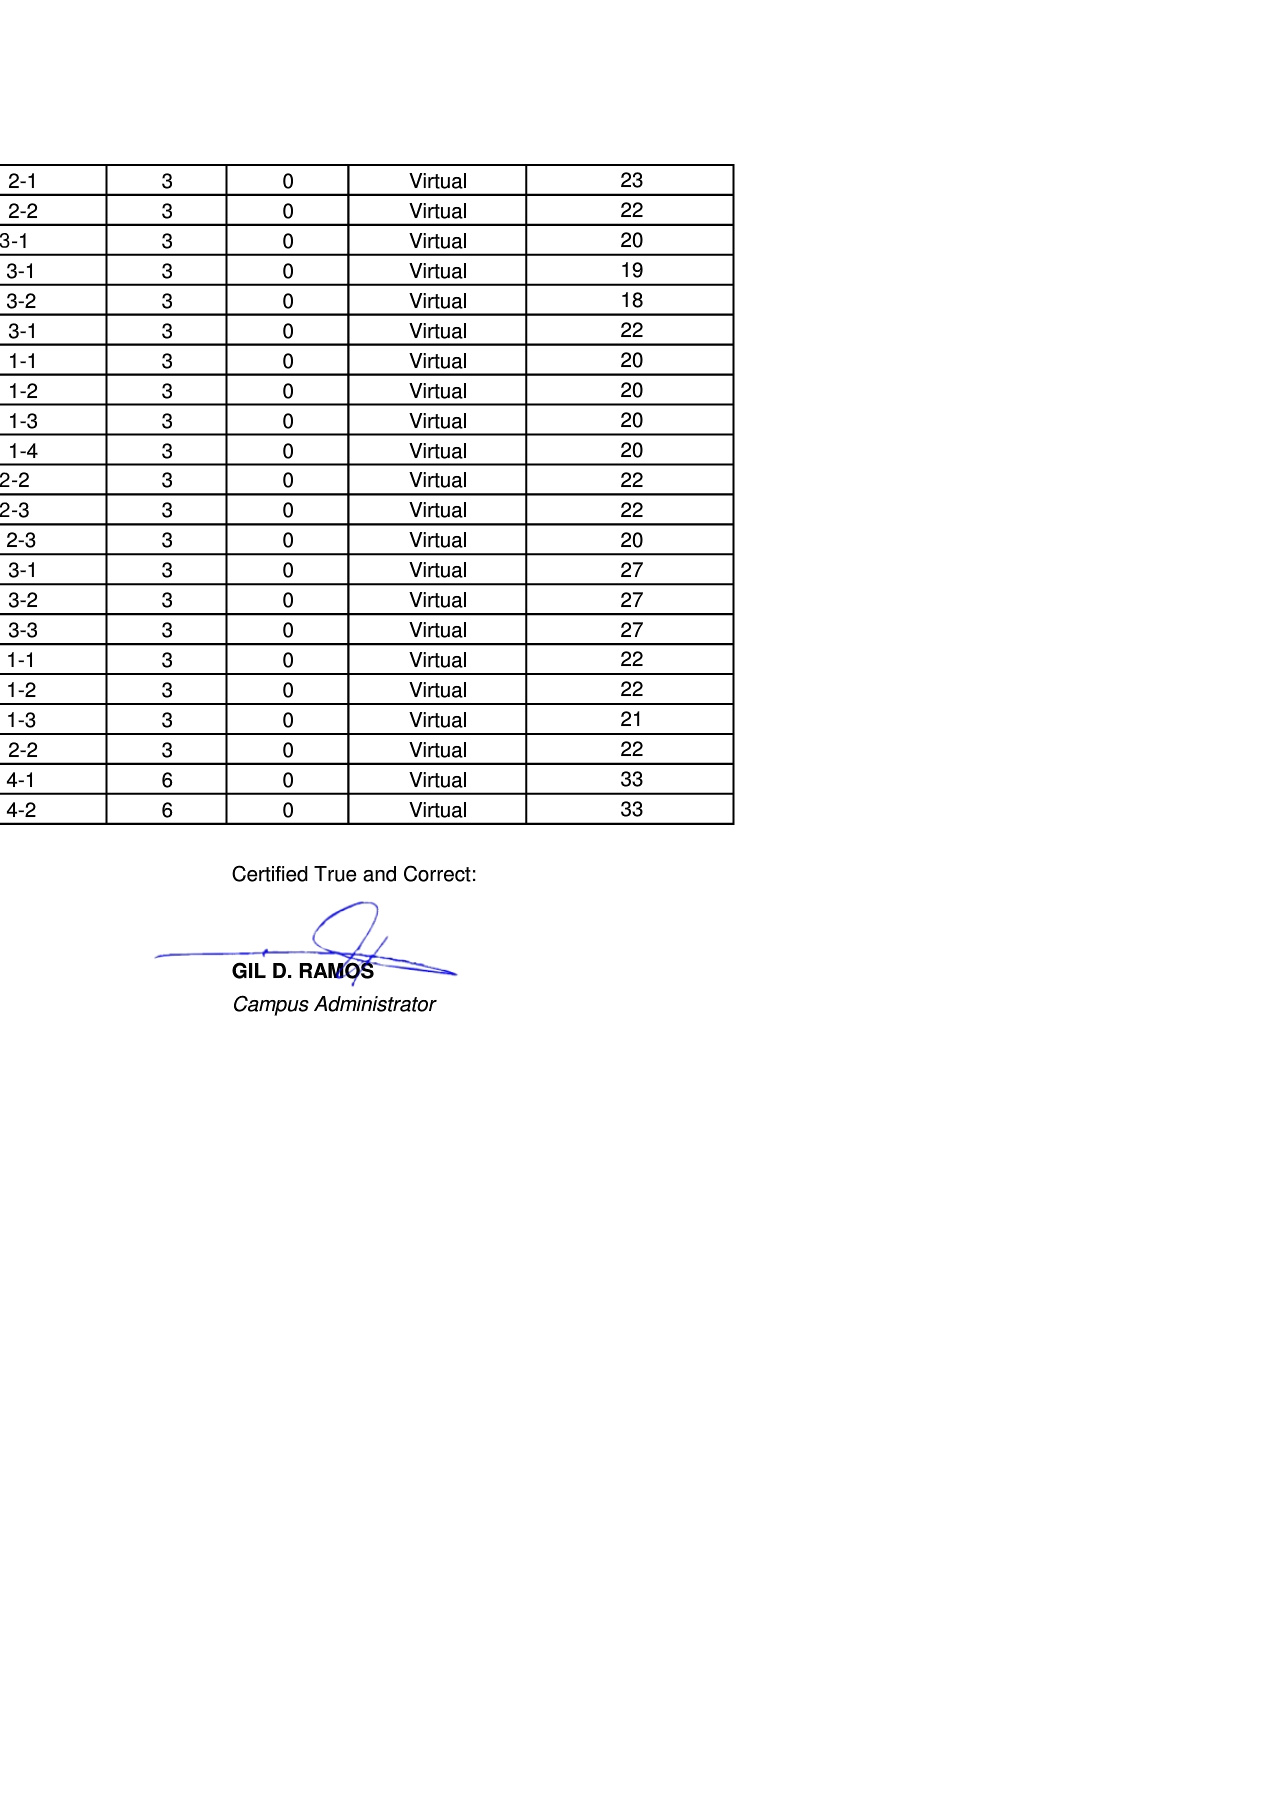 2-1 3 0 Virtual 23
2-2 3 0 Virtual 22
3-1 3 0 Virtual 20
3-1 3 0 Virtual 19
3-2 3 0 Virtual 18
3-1 3 0 Virtual 22
1-1 3 0 Virtual 20
1-2 3 0 Virtual 20
1-3 3 0 Virtual 20
1-4 3 0 Virtual 20
2-2 3 0 Virtual 22
2-3 3 0 Virtual 22
2-3 3 0 Virtual 20
3-1 3 0 Virtual 27
3-2 3 0 Virtual 27
3-3 3 0 Virtual 27
1-1 3 0 Virtual 22
1-2 3 0 Virtual 22
1-3 3 0 Virtual 21
2-2 3 0 Virtual 22
4-1 6 0 Virtual 33
4-2 6 0 Virtual 33
Certified True and Correct:
GIL D. RAMOS
Campus Administrator